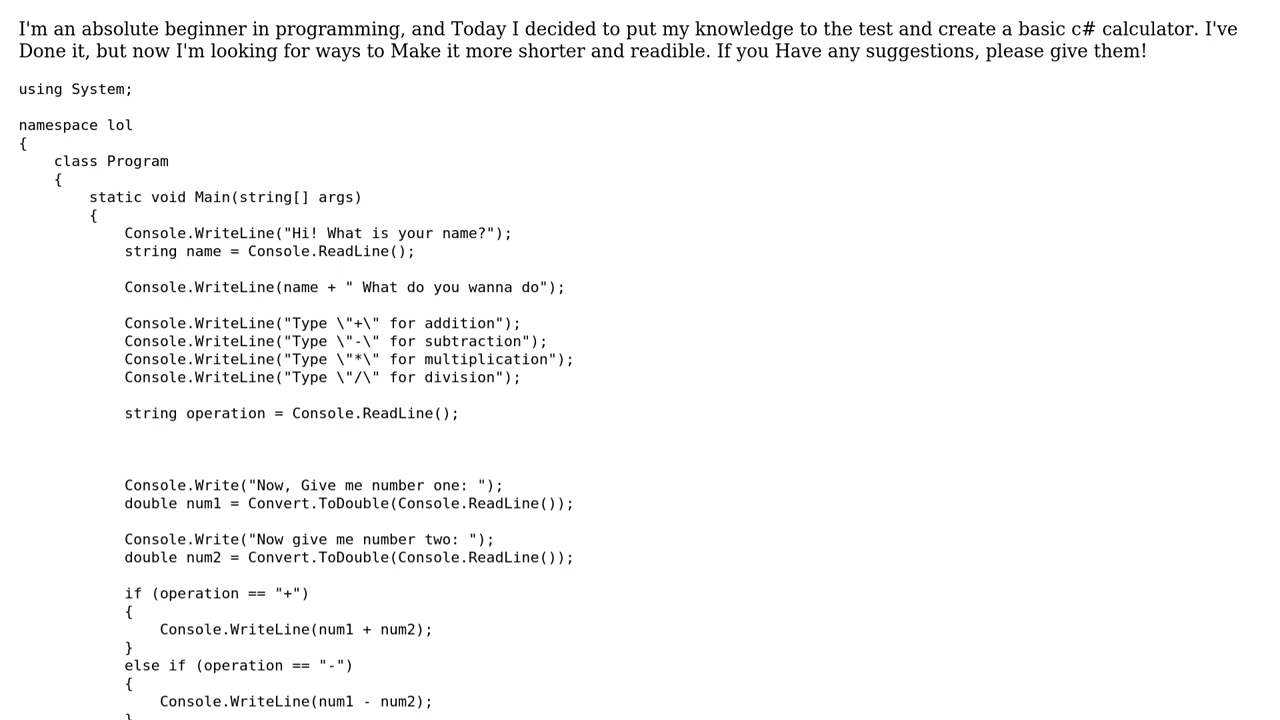 I'm an absolute beginner in programming, and Today I decided to put my knowledge to the test and create a basic c# calculator. I've
Done it, but now I'm looking for ways to Make it more shorter and readible. If you Have any suggestions, please give them!
using System;
namespace lol
{
    class Program
    {
        static void Main(string[] args)
        {
            Console.WriteLine("Hi! What is your name?");
            string name = Console.ReadLine();
            Console.WriteLine(name + " What do you wanna do");
            Console.WriteLine("Type \"+\" for addition");
            Console.WriteLine("Type \"-\" for subtraction");
            Console.WriteLine("Type \"*\" for multiplication");
            Console.WriteLine("Type \"/\" for division");
            string operation = Console.ReadLine();
            Console.Write("Now, Give me number one: ");
            double num1 = Convert.ToDouble(Console.ReadLine());
            Console.Write("Now give me number two: ");
            double num2 = Convert.ToDouble(Console.ReadLine());
            if (operation == "+")
            {
                Console.WriteLine(num1 + num2);
            }
            else if (operation == "-")
            {
                Console.WriteLine(num1 - num2);
            }